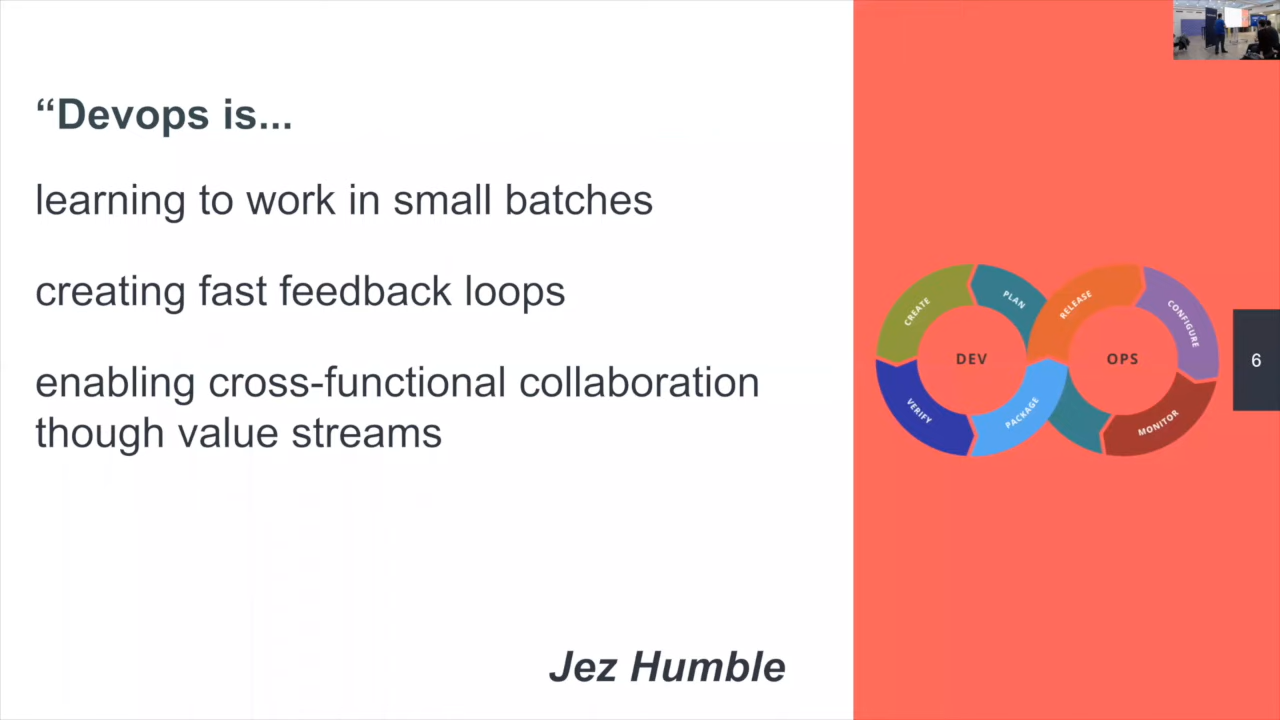 “Devops is...
learning to work in small batches
creating fast feedback loops
enabling cross-functional collaboration
though value streams
Jez Humble
CREATE
PLAN
RELEASE
CONFIGURE
DEV
OPS
VERIFY
PACKAGE
MONITOR
6